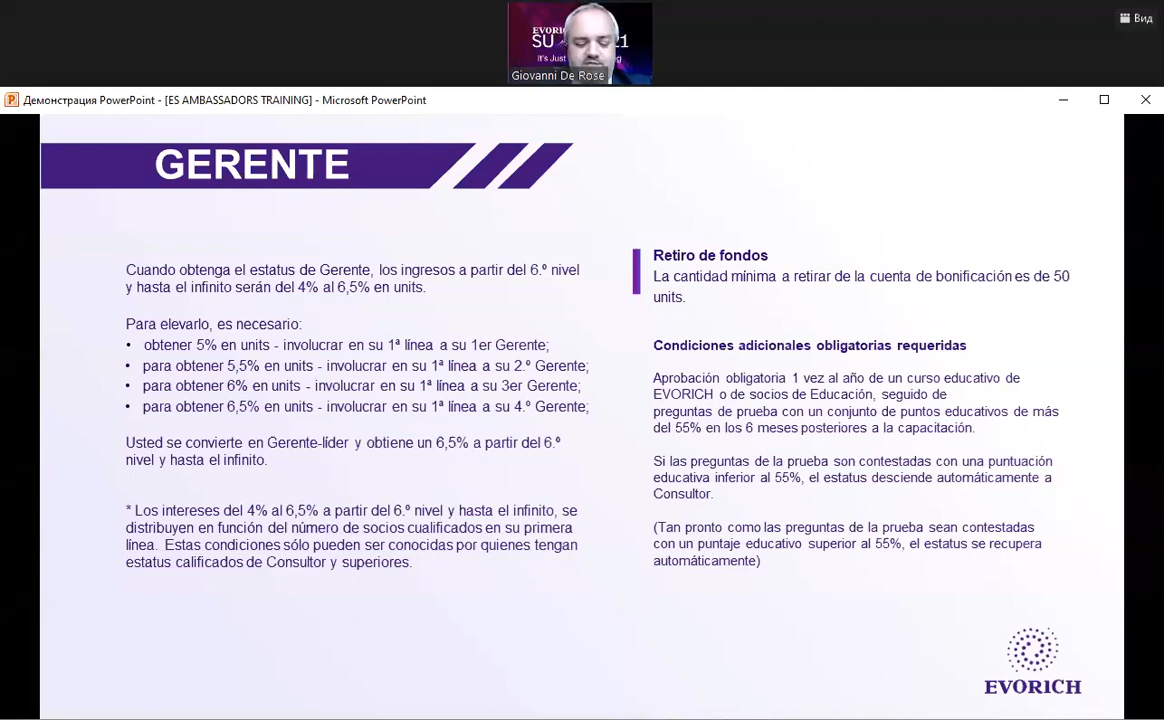 Вид
EVORI
SU 21
It's Just
Giovanni De Rose
Демонстрация PowerPoint - [ES AMBASSADORS TRAINING] - Microsoft PowerPoint
GERENTE
Cuando obtenga el estatus de Gerente, los ingresos a partir del 6.º nivel
y hasta el infinito serán del 4% al 6,5% en units.
Para elevarlo, es necesario:
• obtener 5% en units - involucrar en su 1ª línea a su 1er Gerente;
• para obtener 5,5% en units - involucrar en su 1ª línea a su 2.º Gerente;
• para obtener 6% en units - involucrar en su 1ª línea a su 3er Gerente;
• para obtener 6,5% en units - involucrar en su 1ª línea a su 4.º Gerente;
Usted se convierte en Gerente-líder y obtiene un 6,5% a partir del 6.º
nivel y hasta el infinito.
* Los intereses del 4% al 6,5% a partir del 6.º nivel y hasta el infinito, se
distribuyen en función del número de socios cualificados en su primera
línea. Estas condiciones sólo pueden ser conocidas por quienes tengan
estatus calificados de Consultor y superiores.
Retiro de fondos
La cantidad mínima a retirar de la cuenta de bonificación es de 50
units.
Condiciones adicionales obligatorias requeridas
Aprobación obligatoria 1 vez al año de un curso educativo de
EVORICH o de socios de Educación, seguido de
preguntas de prueba con un conjunto de puntos educativos de más
del 55% en los 6 meses posteriores a la capacitación.
Si las preguntas de la prueba son contestadas con una puntuación
educativa inferior al 55%, el estatus desciende automáticamente a
Consultor.
(Tan pronto como las preguntas de la prueba sean contestadas
con un puntaje educativo superior al 55%, el estatus se recupera
automáticamente)
EVORICH